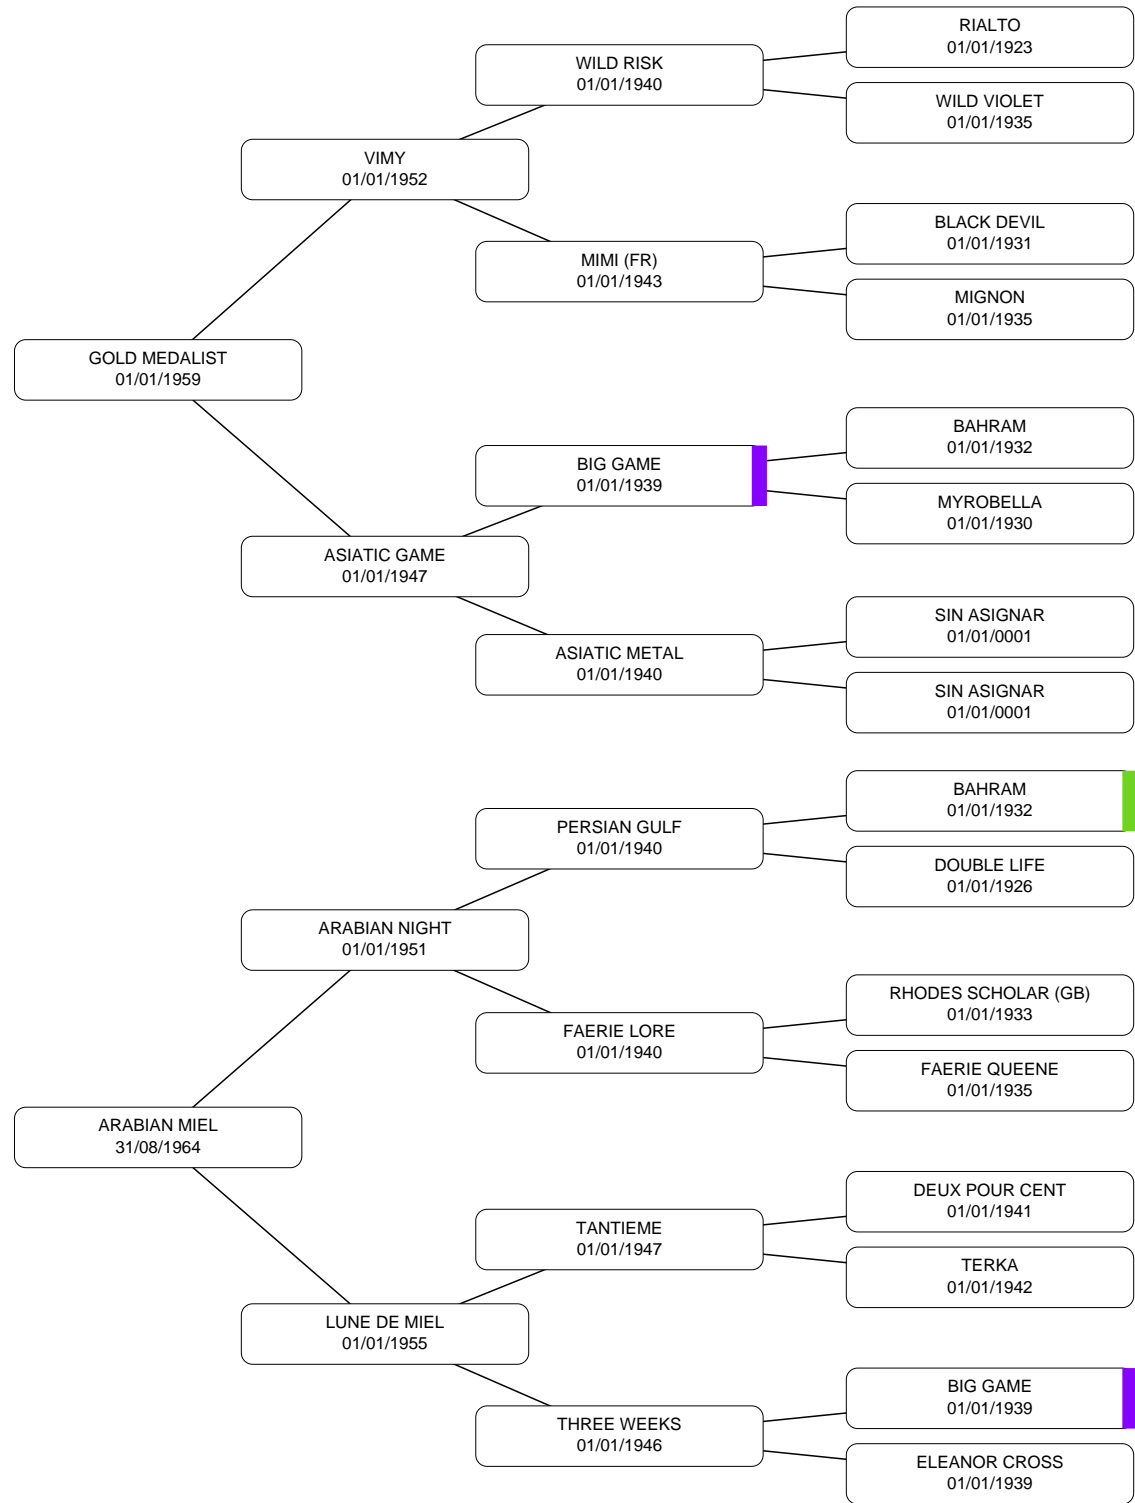 RIALTO
01/01/1923
WILD RISK
01/01/1940
WILD VIOLET
01/01/1935
VIMY
01/01/1952
BLACK DEVIL
01/01/1931
MIMI (FR)
01/01/1943
MIGNON
01/01/1935
GOLD MEDALIST
01/01/1959
BAHRAM
01/01/1932
BIG GAME
01/01/1939
MYROBELLA
01/01/1930
ASIATIC GAME
01/01/1947
SIN ASIGNAR
01/01/0001
ASIATIC METAL
01/01/1940
SIN ASIGNAR
01/01/0001
BAHRAM
01/01/1932
PERSIAN GULF
01/01/1940
DOUBLE LIFE
01/01/1926
ARABIAN NIGHT
01/01/1951
RHODES SCHOLAR (GB)
01/01/1933
FAERIE LORE
01/01/1940
FAERIE QUEENE
01/01/1935
ARABIAN MIEL
31/08/1964
DEUX POUR CENT
01/01/1941
TANTIEME
01/01/1947
TERKA
01/01/1942
LUNE DE MIEL
01/01/1955
BIG GAME
01/01/1939
THREE WEEKS
01/01/1946
ELEANOR CROSS
01/01/1939